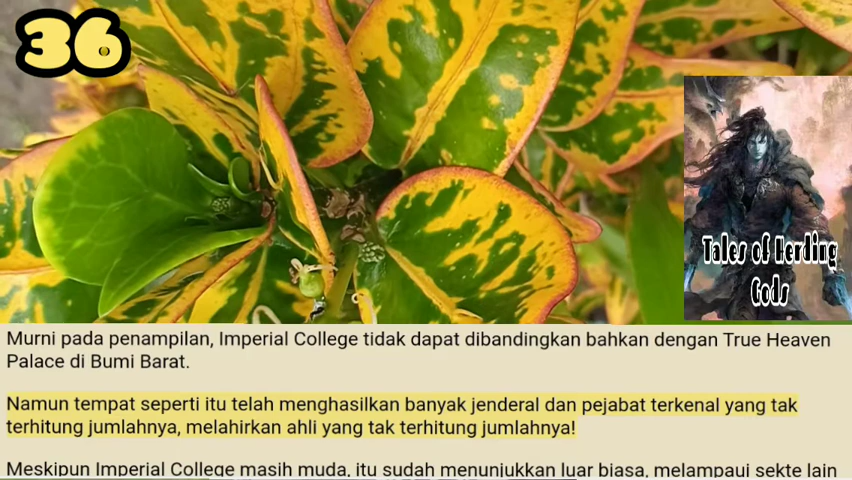 36
Tales of Herding
Gods
Murni pada penampilan, Imperial College tidak dapat dibandingkan bahkan dengan True Heaven
Palace di Bumi Barat.
Namun tempat seperti itu telah menghasilkan banyak jenderal dan pejabat terkenal yang tak
terhitung jumlahnya, melahirkan ahli yang tak terhitung jumlahnya!
Meskipun Imperial College masih muda, itu sudah menunjukkan luar biasa, melampaui sekte lain